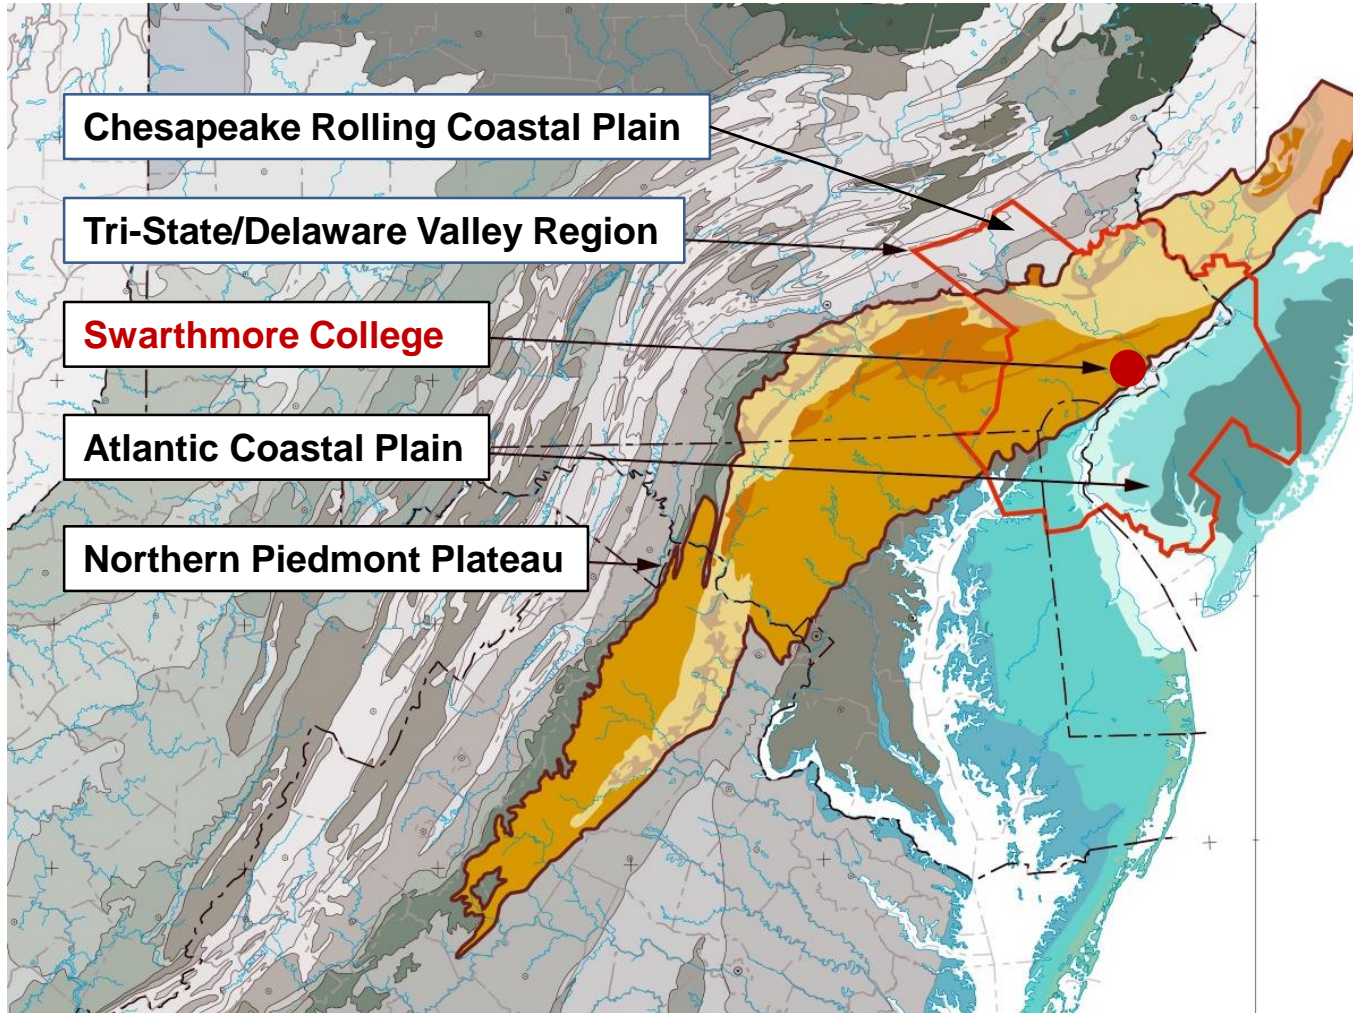 Chesapeake Rolling Coastal Plain
Tri-State/Delaware Valley Region
Swarthmore College
Atlantic Coastal Plain
Northern Piedmont Plateau